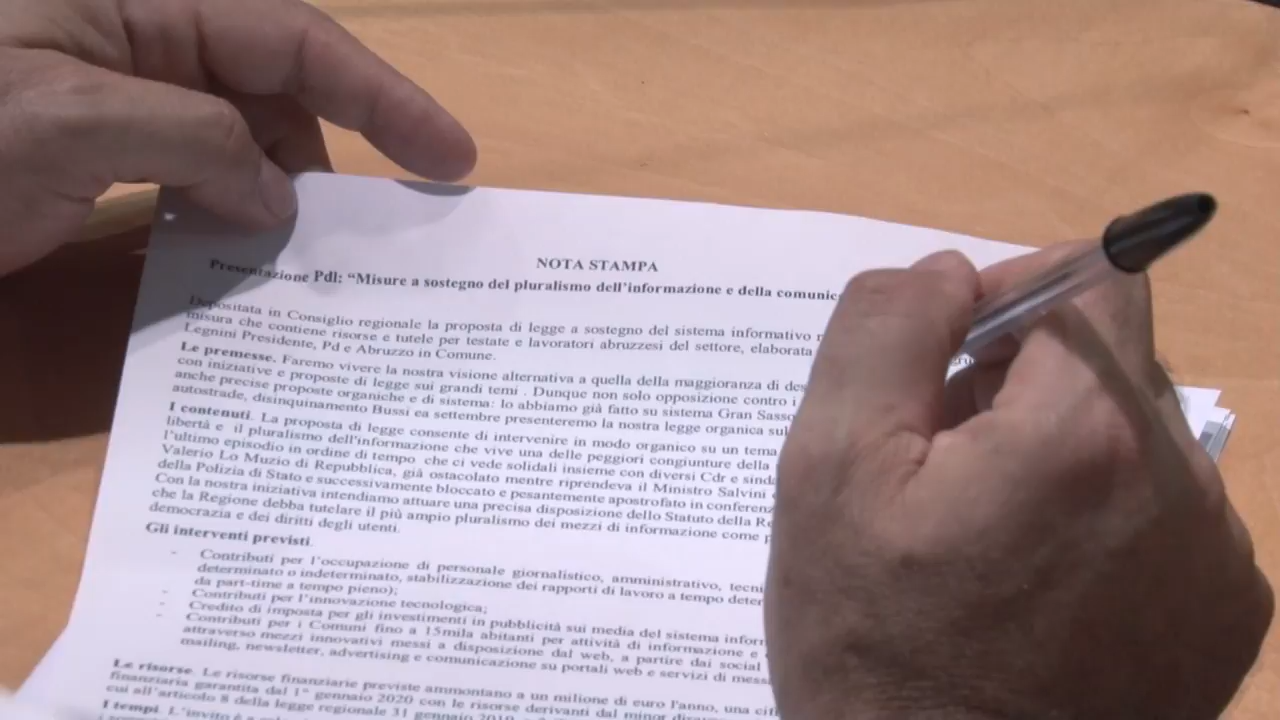 NOTA STAMPA
Presentazione Pdl: “Misure a sostegno del pluralismo dell’informazione e della comunic
Depositata in Consiglio regionale la proposta di legge a sostegno del sistema informativo
misura che contiene risorse e tutele per testate e lavoratori abruzzesi del settore, elaborata
Legnini Presidente, Pd e Abruzzo in Comune.
Le premesse. Faremo vivere la nostra visione alternativa a quella della maggioranza di des
con iniziative e proposte di legge sui grandi temi . Dunque non solo opposizione contro i
anche precise proposte organiche e di sistema: lo abbiamo già fatto su sistema Gran Sasso
autostrade, disinquinamento Bussi ea settembre presenteremo la nostra legge organica sul
I contenuti. La proposta di legge consente di intervenire in modo organico su un tema
libertà e il pluralismo dell’informazione che vive una delle peggiori congiunture della
l’ultimo episodio in ordine di tempo che ci vede solidali insieme con diversi Cdr e sinda
Valerio Lo Muzio di Repubblica, già ostacolato mentre riprendeva il Ministro Salvini
della Polizia di Stato e successivamente bloccato e pesantemente apostrofato in conferenz
Con la nostra iniziativa intendiamo attuare una precisa disposizione dello Statuto della Re
che la Regione debba tutelare il più ampio pluralismo dei mezzi di informazione come p
democrazia e dei diritti degli utenti.
Gli interventi previsti.
- Contributi per l’occupazione di personale giornalistico, amministrativo, tecni
determinato o indeterminato, stabilizzazione dei rapporti di lavoro a tempo deter
da part-time a tempo pieno);
- Contributi per l’innovazione tecnologica;
- Credito di imposta per gli investimenti in pubblicità sui media del sistema infor
- Contributi per i Comuni fino a 15mila abitanti per attività di informazione e
attraverso mezzi innovativi messi a disposizione dal web, a partire dai social
mailing, newsletter, advertising e comunicazione su portali web e servizi di mess
Le risorse. Le risorse finanziarie previste ammontano a un milione di euro l’anno, una cif
finanziaria garantita dal 1° gennaio 2020 con le risorse derivanti dal minor disavan
cui all’articolo 8 della legge regionale 31 gennaio 2019,
I tempi. L’invito è a